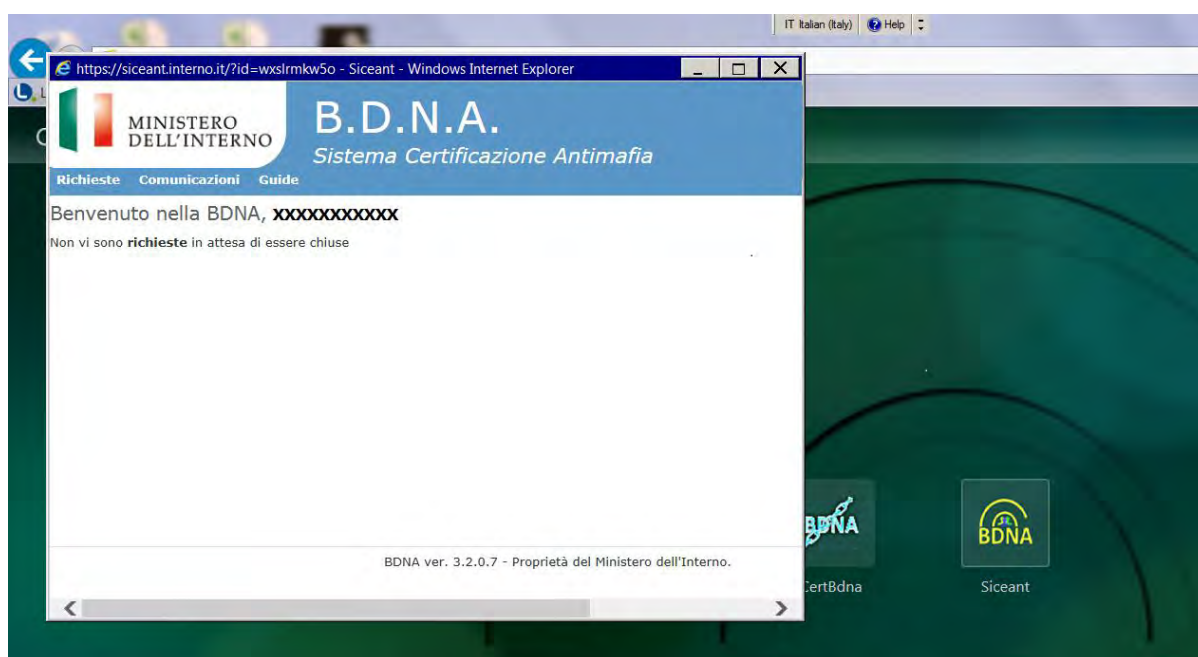 IT Italian (Italy) Help
https://siceant.interno.it/?id=wxslrmkw5o - Siceant - Windows Internet Explorer
MINISTERO
DELL'INTERNO
B.D.N.A.
Sistema Certificazione Antimafia
Richieste Comunicazioni Guide
Benvenuto nella BDNA, xxxxxxxxxxx
Non vi sono richieste in attesa di essere chiuse
BDNA ver. 3.2.0.7 - Proprietà del Ministero dell'Interno.
BDNA
BDNA
CertBdna
Siceant